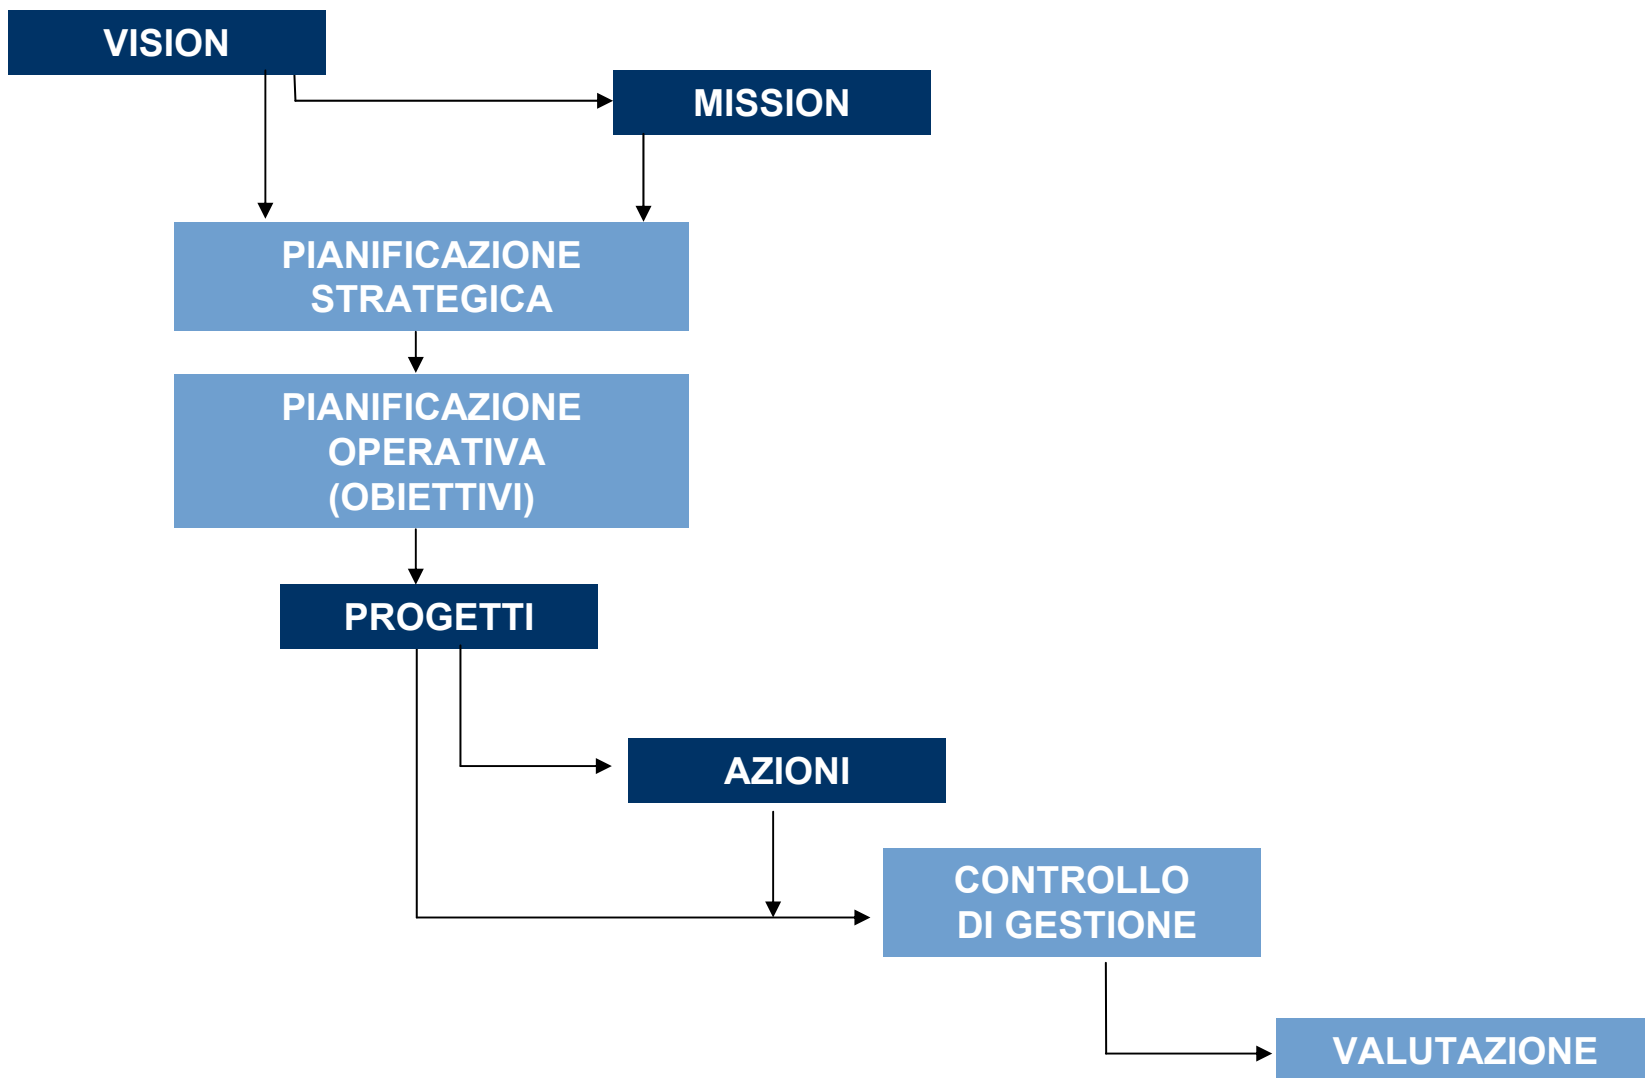 VISION
MISSION
PIANIFICAZIONE
STRATEGICA
PIANIFICAZIONE
OPERATIVA
(OBIETTIVI)
PROGETTI
AZIONI
CONTROLLO
DI GESTIONE
VALUTAZIONE